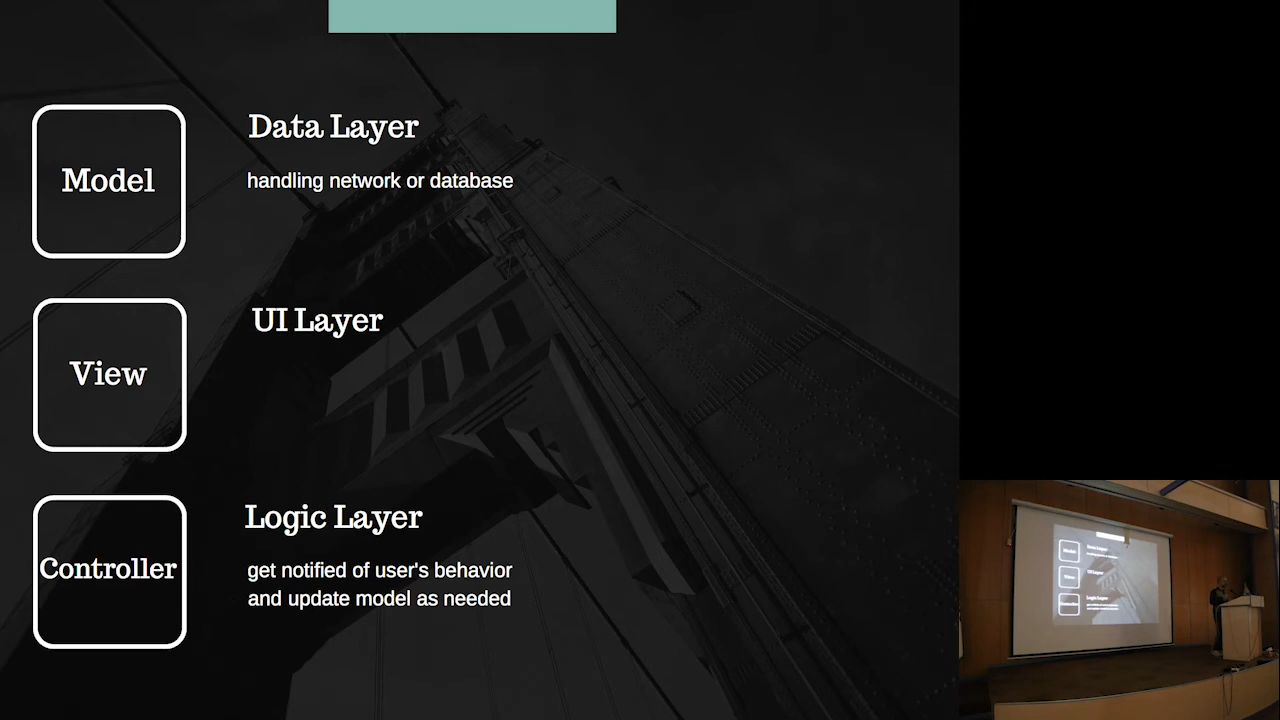 Model
Data Layer
handling network or database
View
UI Layer
Controller
Logic Layer
get notified of user's behavior
and update model as needed